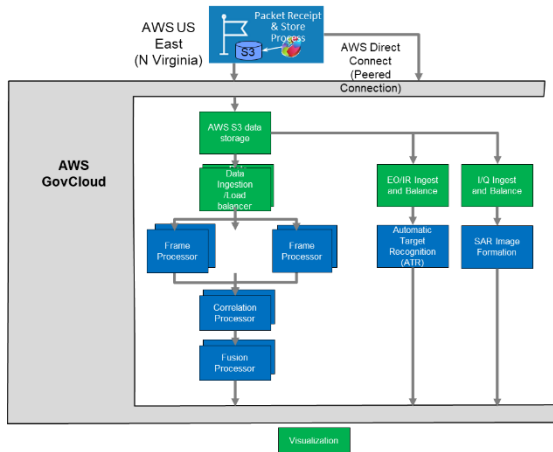 AWS US
East
(N Virginia)
Packet Receipt
& Store
Process
S3
AWS Direct
Connect
(Peered
Connection)
AWS
GovCloud
AWS S3 data
storage
Data
Ingestion
/Load
balancer
EO/IR Ingest
and Balance
I/Q Ingest
and Balance
Frame
Processor
Frame
Processor
Automatic
Target
Recognition
(ATR)
SAR Image
Formation
Correlation
Processor
Fusion
Processor
Visualization